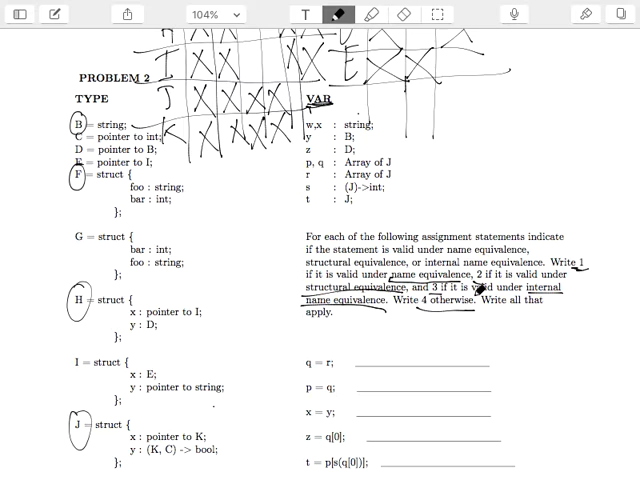 104%
T
H X X
I X X X X E X X
PROBLEM 2 J X X X X
TYPE VAR
K X X X X
B = string; w,x : string;
C = pointer to int; y : B;
D = pointer to B; z : D;
E = pointer to I; p, q : Array of J
F = struct { r : Array of J
foo : string; s : (J)->int;
bar : int; t : J;
};
G = struct { For each of the following assignment statements indicate
bar : int; if the statement is valid under name equivalence,
foo : string; structural equivalence, or internal name equivalence. Write 1
}; if it is valid under name equivalence, 2 if it is valid under
H = struct { structural equivalence, and 3 if it is valid under internal
x : pointer to I; name equivalence. Write 4 otherwise. Write all that
y : D; apply.
};
I = struct { q = r;
x : E;
y : pointer to string; p = q;
};
x = y;
J = struct {
x : pointer to K; z = q[0];
y : (K, C) -> bool;
}; t = p[s(q[0])];